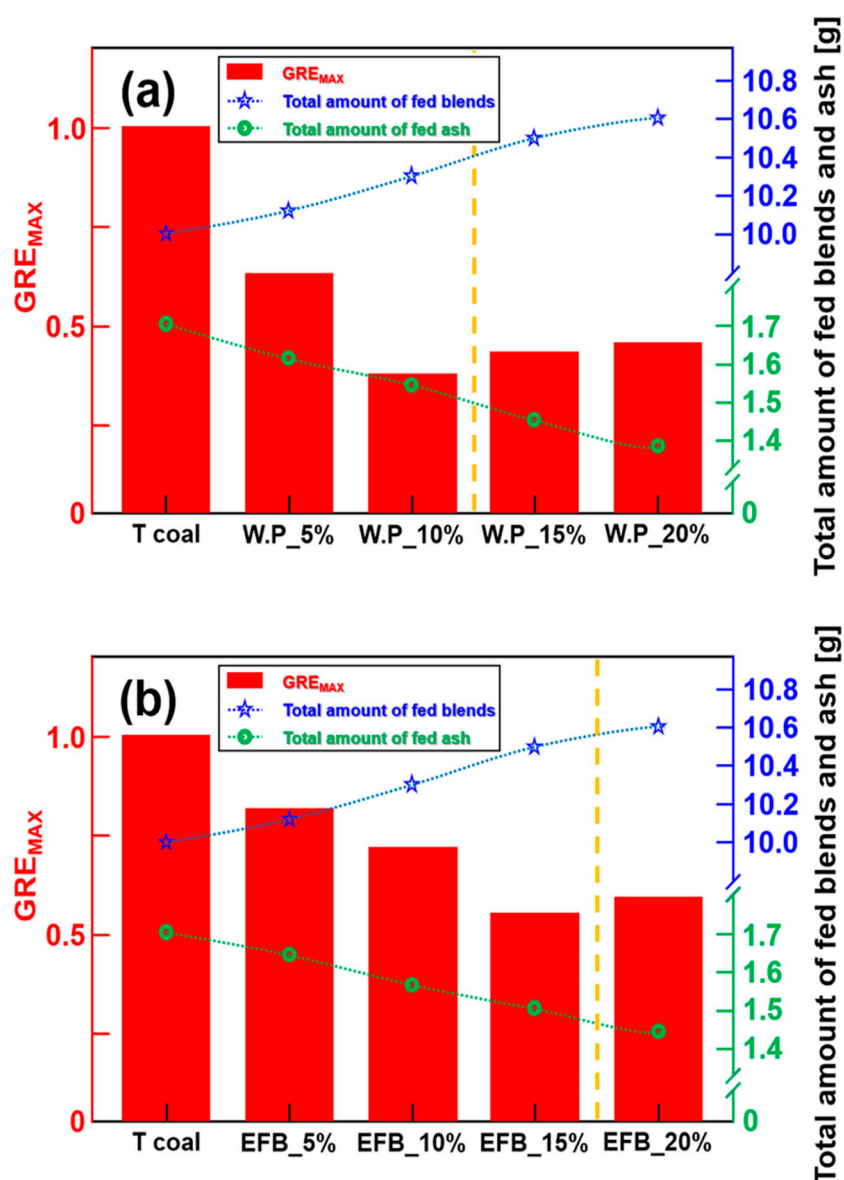 (a)
GREMAX
Total amount of fed blends
Total amount of fed ash
GREMAX
1.0
0.5
0
10.8
10.6
10.4
10.2
10.0
1.7
1.6
1.5
1.4
0
Total amount of fed blends and ash [g]
T coal W.P_5% W.P_10% W.P_15% W.P_20%
(b)
GREMAX
Total amount of fed blends
Total amount of fed ash
GREMAX
1.0
0.5
0
10.8
10.6
10.4
10.2
10.0
1.7
1.6
1.5
1.4
0
Total amount of fed blends and ash [g]
T coal EFB_5% EFB_10% EFB_15% EFB_20%